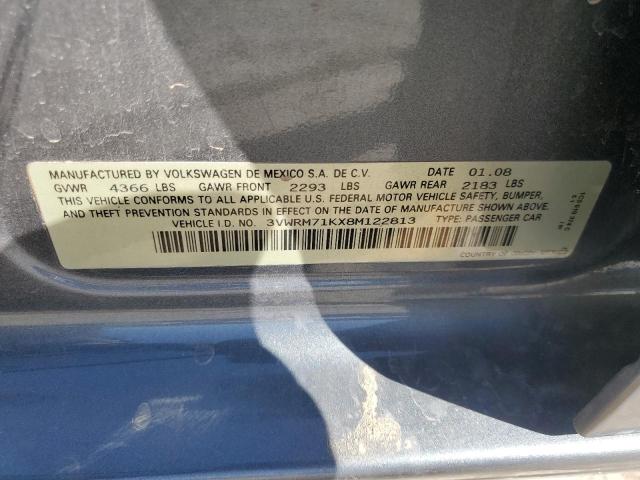 MANUFACTURED BY VOLKSWAGEN DE MEXICO S.A. DE C.V. DATE 01.08
GVWR 4366 LBS GAWR FRONT 2293 LBS GAWR REAR 2183 LBS
THIS VEHICLE CONFORMS TO ALL APPLICABLE U.S. FEDERAL MOTOR VEHICLE SAFETY, BUMPER,
AND THEFT PREVENTION STANDARDS IN EFFECT ON THE DATE OF MANUFACTURE SHOWN ABOVE.
VEHICLE I.D. NO. 3VWRM71KX8M122813 TYPE: PASSENGER CAR
COUNTRY OF